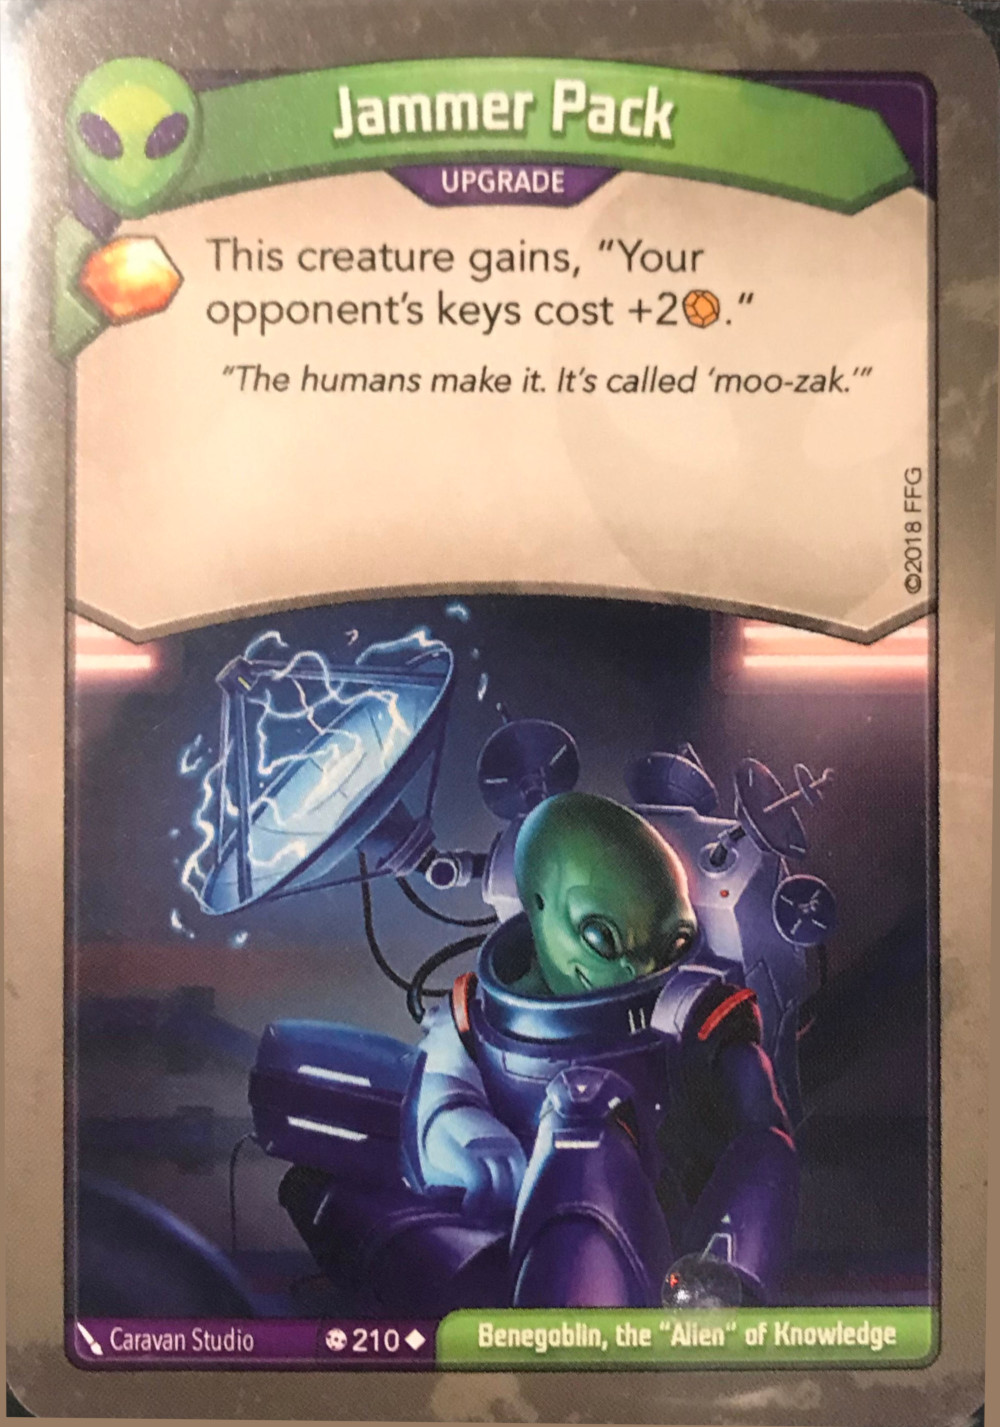 Jammer Pack
UPGRADE
This creature gains, “Your
opponent’s keys cost +2.“
“The humans make it. It’s called ‘moo-zak.’”
©2018 FFG
Caravan Studio
210
Benegoblin, the “Alien“ of Knowledge